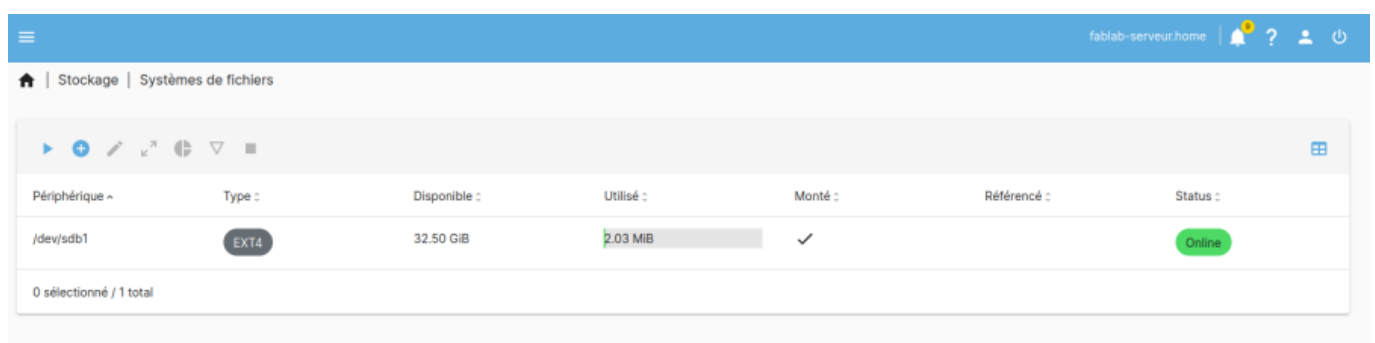 fablab-serveur.home 9 ?
Stockage | Systèmes de fichiers
Périphérique Type Disponible Utilisé Monté Référencé Status
/dev/sdb1 EXT4 32.50 GiB 2.03 MiB Online
0 sélectionné / 1 total